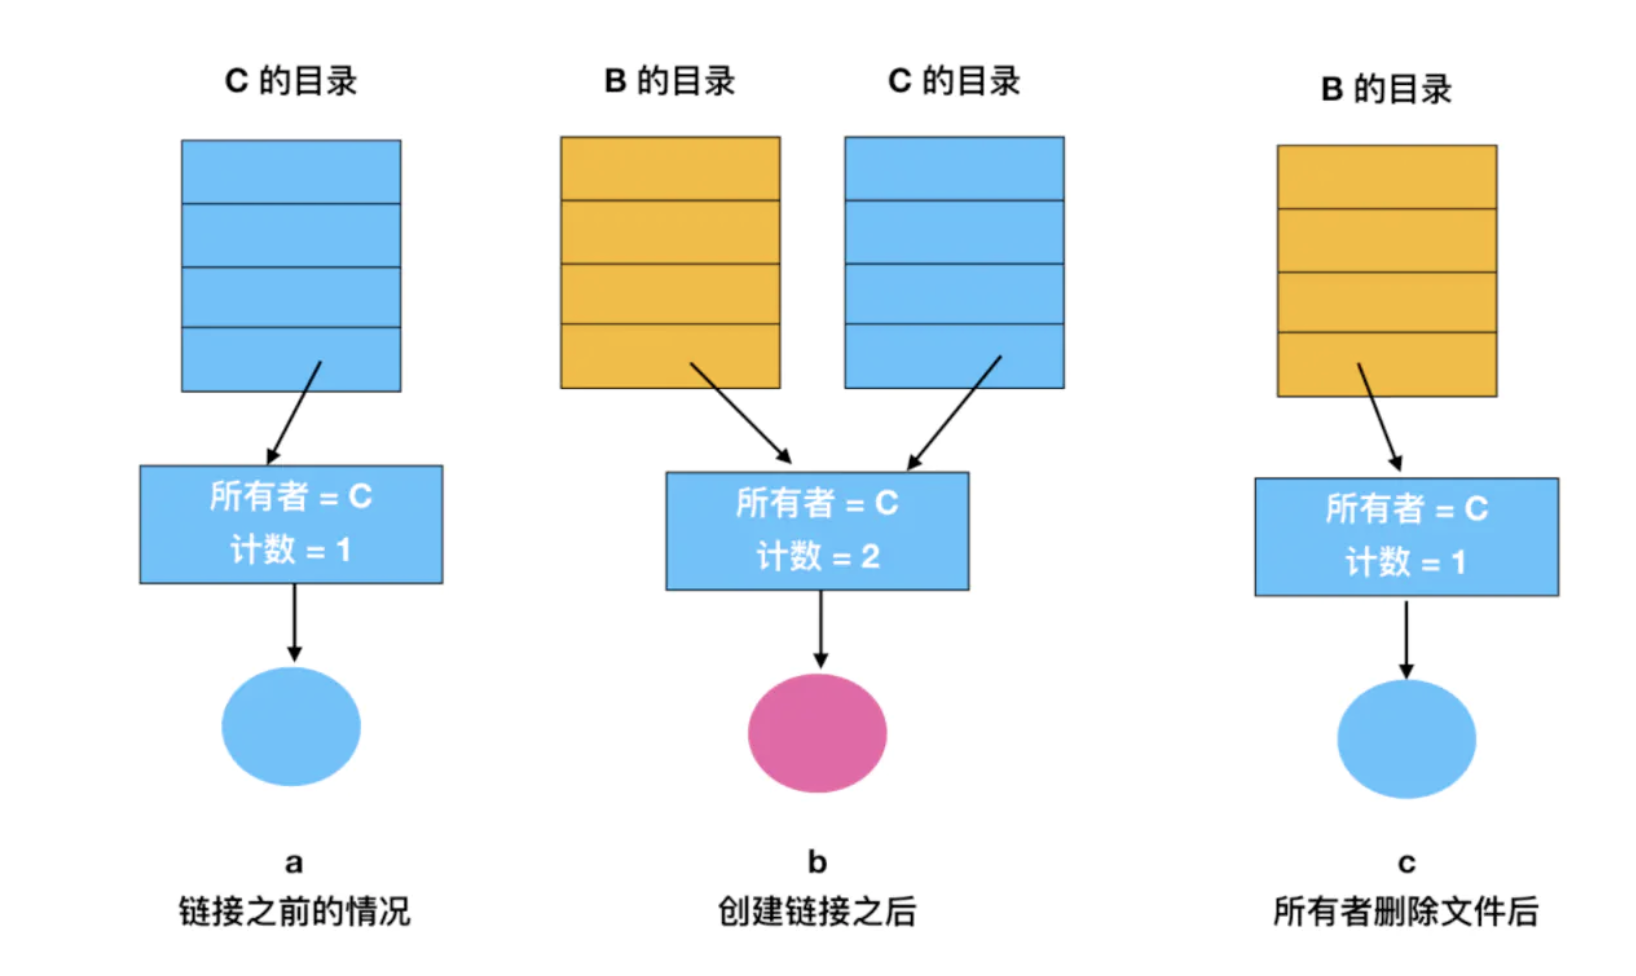 C 的目录
B 的目录
C 的目录
B 的目录
所有者 = C
计数 = 1
所有者 = C
计数 = 2
所有者 = C
计数 = 1
a
链接之前的情况
b
创建链接之后
c
所有者删除文件后